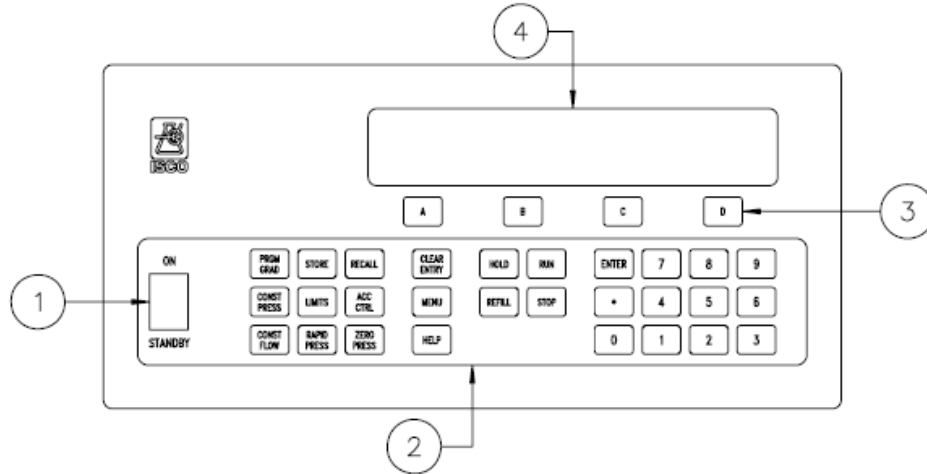 4
ISCO
A B C D
3
ON
PRGM GRAD STORE RECALL CLEAR ENTRY HOLD RUN ENTER 7 8 9
1
CONST PRESS LIMITS ACC CTRL MENU REFILL STOP • 4 5 6
STANDBY
CONST FLOW RAPID PRESS ZERO PRESS HELP 0 1 2 3
2